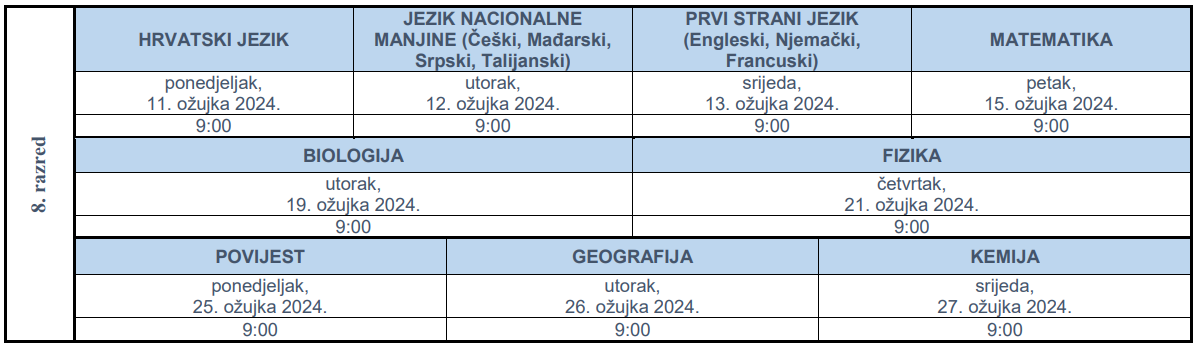 8. razred
HRVATSKI JEZIK
JEZIK NACIONALNE
MANJINE (Češki, Mađarski,
Srpski, Talijanski)
PRVI STRANI JEZIK
(Engleski, Njemački,
Francuski)
MATEMATIKA
ponedjeljak,
11. ožujka 2024.
utorak,
12. ožujka 2024.
srijeda,
13. ožujka 2024.
petak,
15. ožujka 2024.
9:00
9:00
9:00
9:00
BIOLOGIJA
FIZIKA
utorak,
19. ožujka 2024.
četvrtak,
21. ožujka 2024.
9:00
9:00
POVIJEST
GEOGRAFIJA
KEMIJA
ponedjeljak,
25. ožujka 2024.
utorak,
26. ožujka 2024.
srijeda,
27. ožujka 2024.
9:00
9:00
9:00